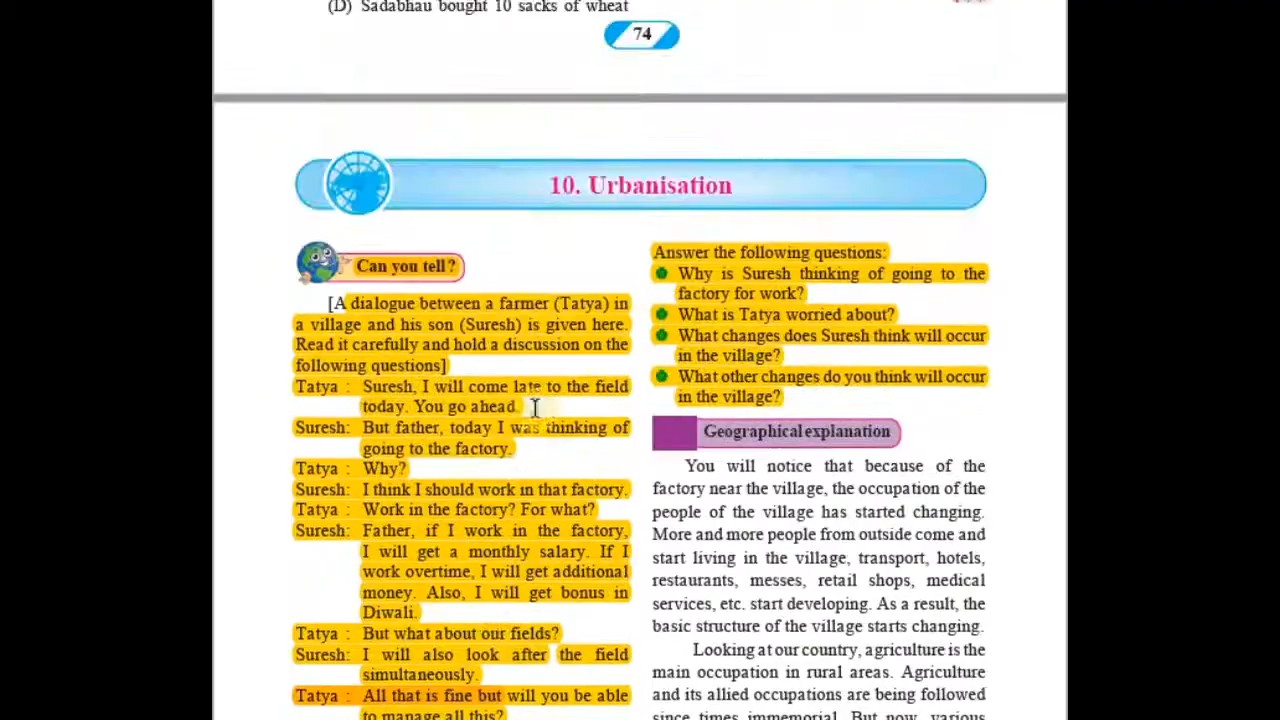 (D) Sadabhau bought 10 sacks of wheat
74
10. Urbanisation
Can you tell?
[A dialogue between a farmer (Tatya) in
a village and his son (Suresh) is given here.
Read it carefully and hold a discussion on the
following questions]
Tatya : Suresh, I will come late to the field
today. You go ahead.
Suresh: But father, today I was thinking of
going to the factory.
Tatya : Why?
Suresh: I think I should work in that factory.
Tatya : Work in the factory? For what?
Suresh: Father, if I work in the factory,
I will get a monthly salary. If I
work overtime, I will get additional
money. Also, I will get bonus in
Diwali.
Tatya : But what about our fields?
Suresh: I will also look after the field
simultaneously.
Tatya : All that is fine but will you be able
to manage all this?
Answer the following questions:
Why is Suresh thinking of going to the
factory for work?
What is Tatya worried about?
What changes does Suresh think will occur
in the village?
What other changes do you think will occur
in the village?
Geographical explanation
You will notice that because of the
factory near the village, the occupation of the
people of the village has started changing.
More and more people from outside come and
start living in the village, transport, hotels,
restaurants, messes, retail shops, medical
services, etc. start developing. As a result, the
basic structure of the village starts changing.
Looking at our country, agriculture is the
main occupation in rural areas. Agriculture
and its allied occupations are being followed
since times immemorial. But now, various